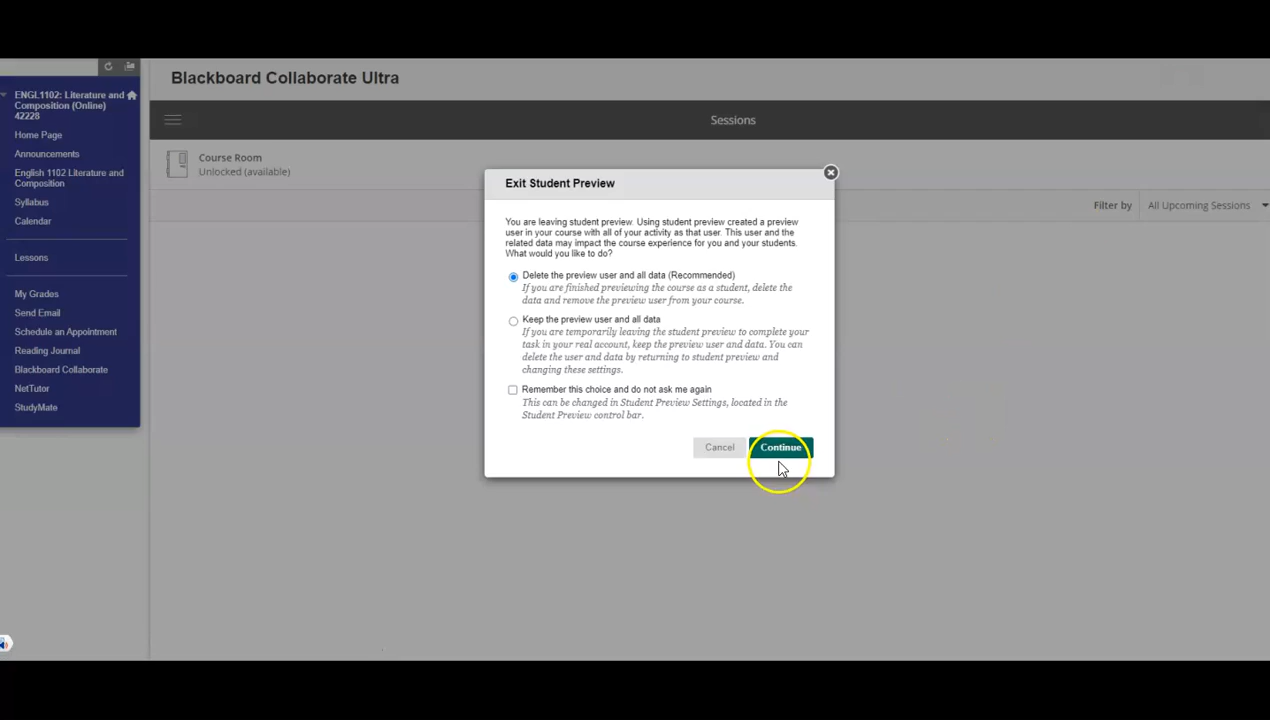 Blackboard Collaborate Ultra
ENGL1102: Literature and
Composition (Online)
42228
Home Page
Announcements
English 1102 Literature and
Composition
Syllabus
Calendar
Lessons
My Grades
Send Email
Schedule an Appointment
Reading Journal
Blackboard Collaborate
NetTutor
StudyMate
Sessions
Course Room
Unlocked (available)
Filter by
All Upcoming Sessions
Exit Student Preview
You are leaving student preview. Using student preview created a preview
user in your course with all of your activity as that user. This user and the
related data may impact the course experience for you and your students.
What would you like to do?
Delete the preview user and all data (Recommended)
If you are finished previewing the course as a student, delete the
data and remove the preview user from your course.
Keep the preview user and all data
If you are temporarily leaving the student preview to complete your
task in your real account, keep the preview user and data. You can
delete the user and data by returning to student preview and
changing these settings.
Remember this choice and do not ask me again
This can be changed in Student Preview Settings, located in the
Student Preview control bar.
Cancel
Continue